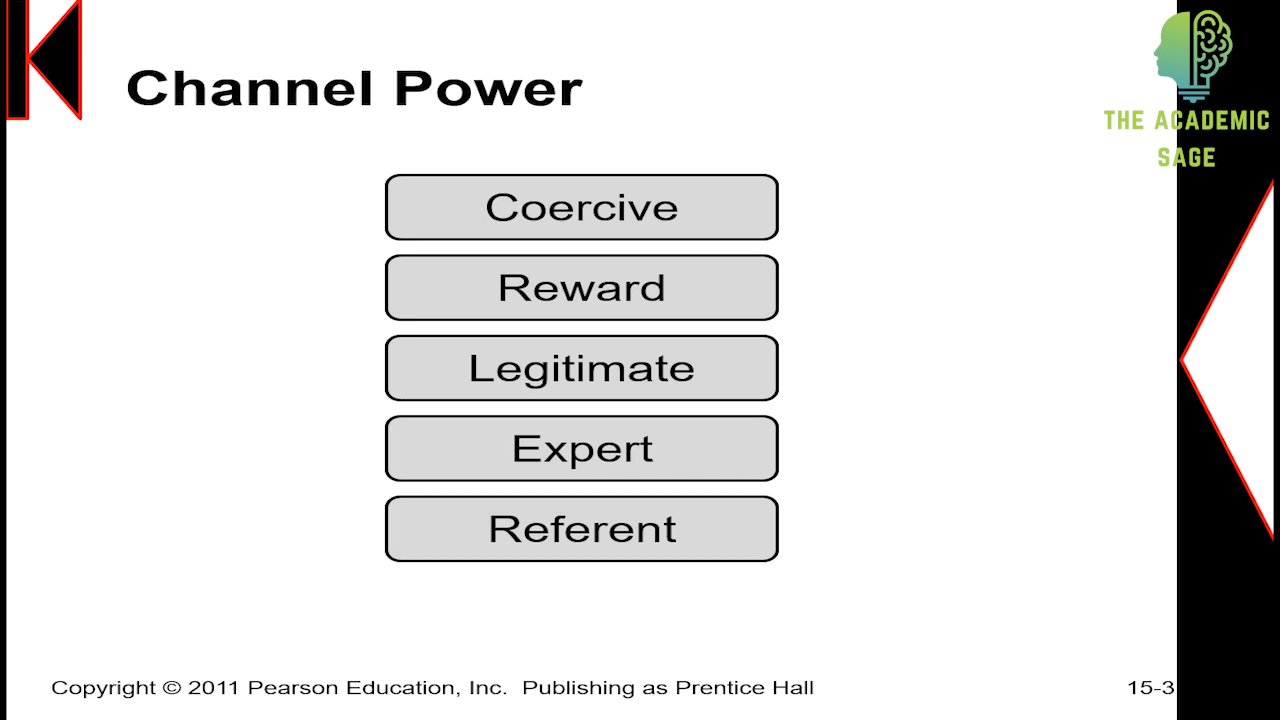 Channel Power
THE ACADEMIC
SAGE
Coercive
Reward
Legitimate
Expert
Referent
Copyright © 2011 Pearson Education, Inc.  Publishing as Prentice Hall
15-3